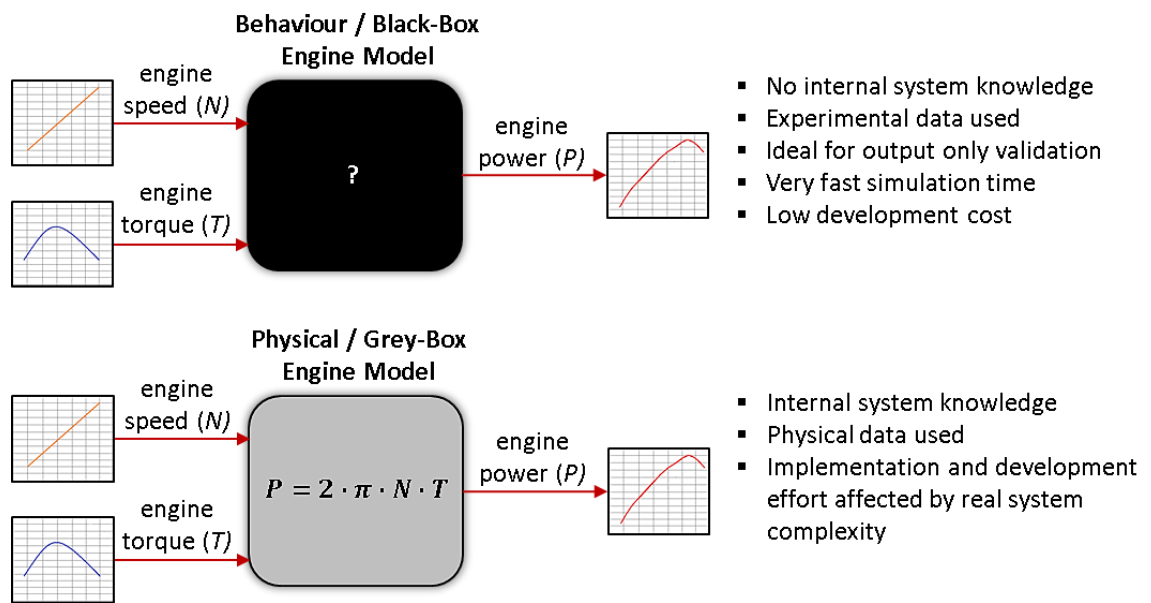 Behaviour / Black-Box
Engine Model
engine
speed (N)
engine
torque (T)
?
engine
power (P)
▪ No internal system knowledge
▪ Experimental data used
▪ Ideal for output only validation
▪ Very fast simulation time
▪ Low development cost
Physical / Grey-Box
Engine Model
engine
speed (N)
engine
torque (T)
P = 2 · π · N · T
engine
power (P)
▪ Internal system knowledge
▪ Physical data used
▪ Implementation and development
effort affected by real system
complexity